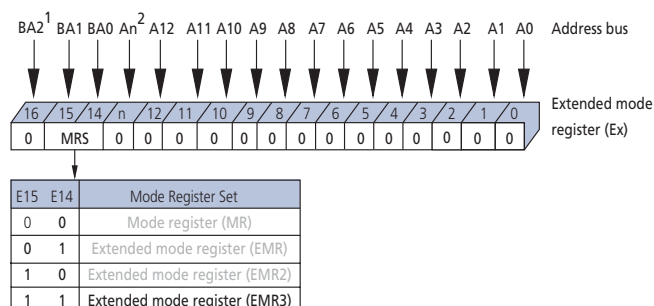 BA2¹ BA1 BA0 An² A12 A11 A10 A9 A8 A7 A6 A5 A4 A3 A2 A1 A0 Address bus
16 15 14 n 12 11 10 9 8 7 6 5 4 3 2 1 0 Extended mode
register (Ex)
0 MRS 0 0 0 0 0 0 0 0 0 0 0 0 0 0
E15 E14 Mode Register Set
0 0 Mode register (MR)
0 1 Extended mode register (EMR)
1 0 Extended mode register (EMR2)
1 1 Extended mode register (EMR3)